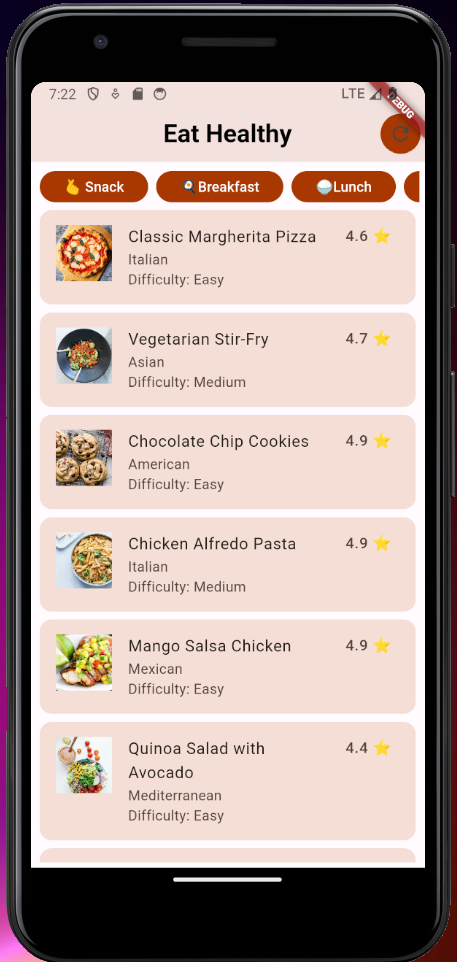 7:22 LTE
DEBUG
Eat Healthy
🫰 Snack 🍳Breakfast 🍚Lunch
Classic Margherita Pizza 4.6 ⭐
Italian
Difficulty: Easy
Vegetarian Stir-Fry 4.7 ⭐
Asian
Difficulty: Medium
Chocolate Chip Cookies 4.9 ⭐
American
Difficulty: Easy
Chicken Alfredo Pasta 4.9 ⭐
Italian
Difficulty: Medium
Mango Salsa Chicken 4.9 ⭐
Mexican
Difficulty: Easy
Quinoa Salad with 4.4 ⭐
Avocado
Mediterranean
Difficulty: Easy